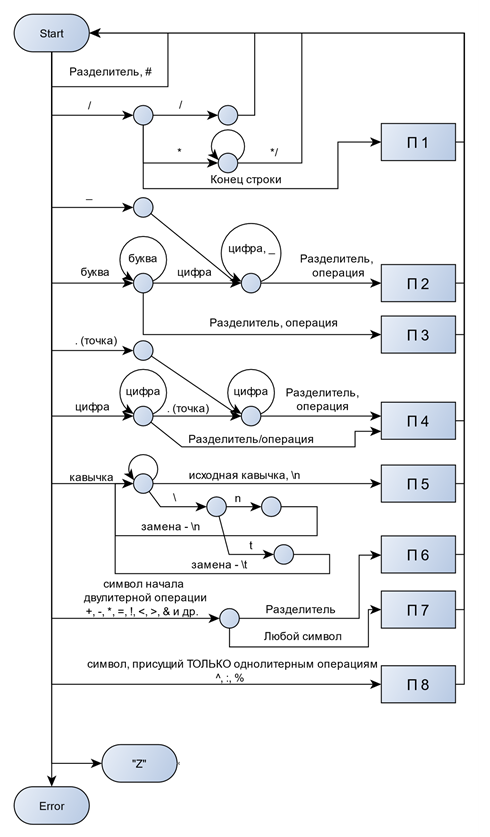 Start
Разделитель, #
/
/
*
*/
Конец строки
П 1
_
буква
буква
цифра
цифра, _
Разделитель,
операция
П 2
Разделитель, операция
П 3
. (точка)
цифра
цифра
. (точка)
цифра
Разделитель,
операция
Разделитель/операция
П 4
кавычка
исходная кавычка, \n
П 5
\
n
замена - \n
t
замена - \t
П 6
символ начала
двулитерной операции
+, -, *, =, !, <, >, & и др.
Разделитель
Любой символ
П 7
символ, присущий ТОЛЬКО однолитерным операциям
^, :, %
П 8
"Z"
Error